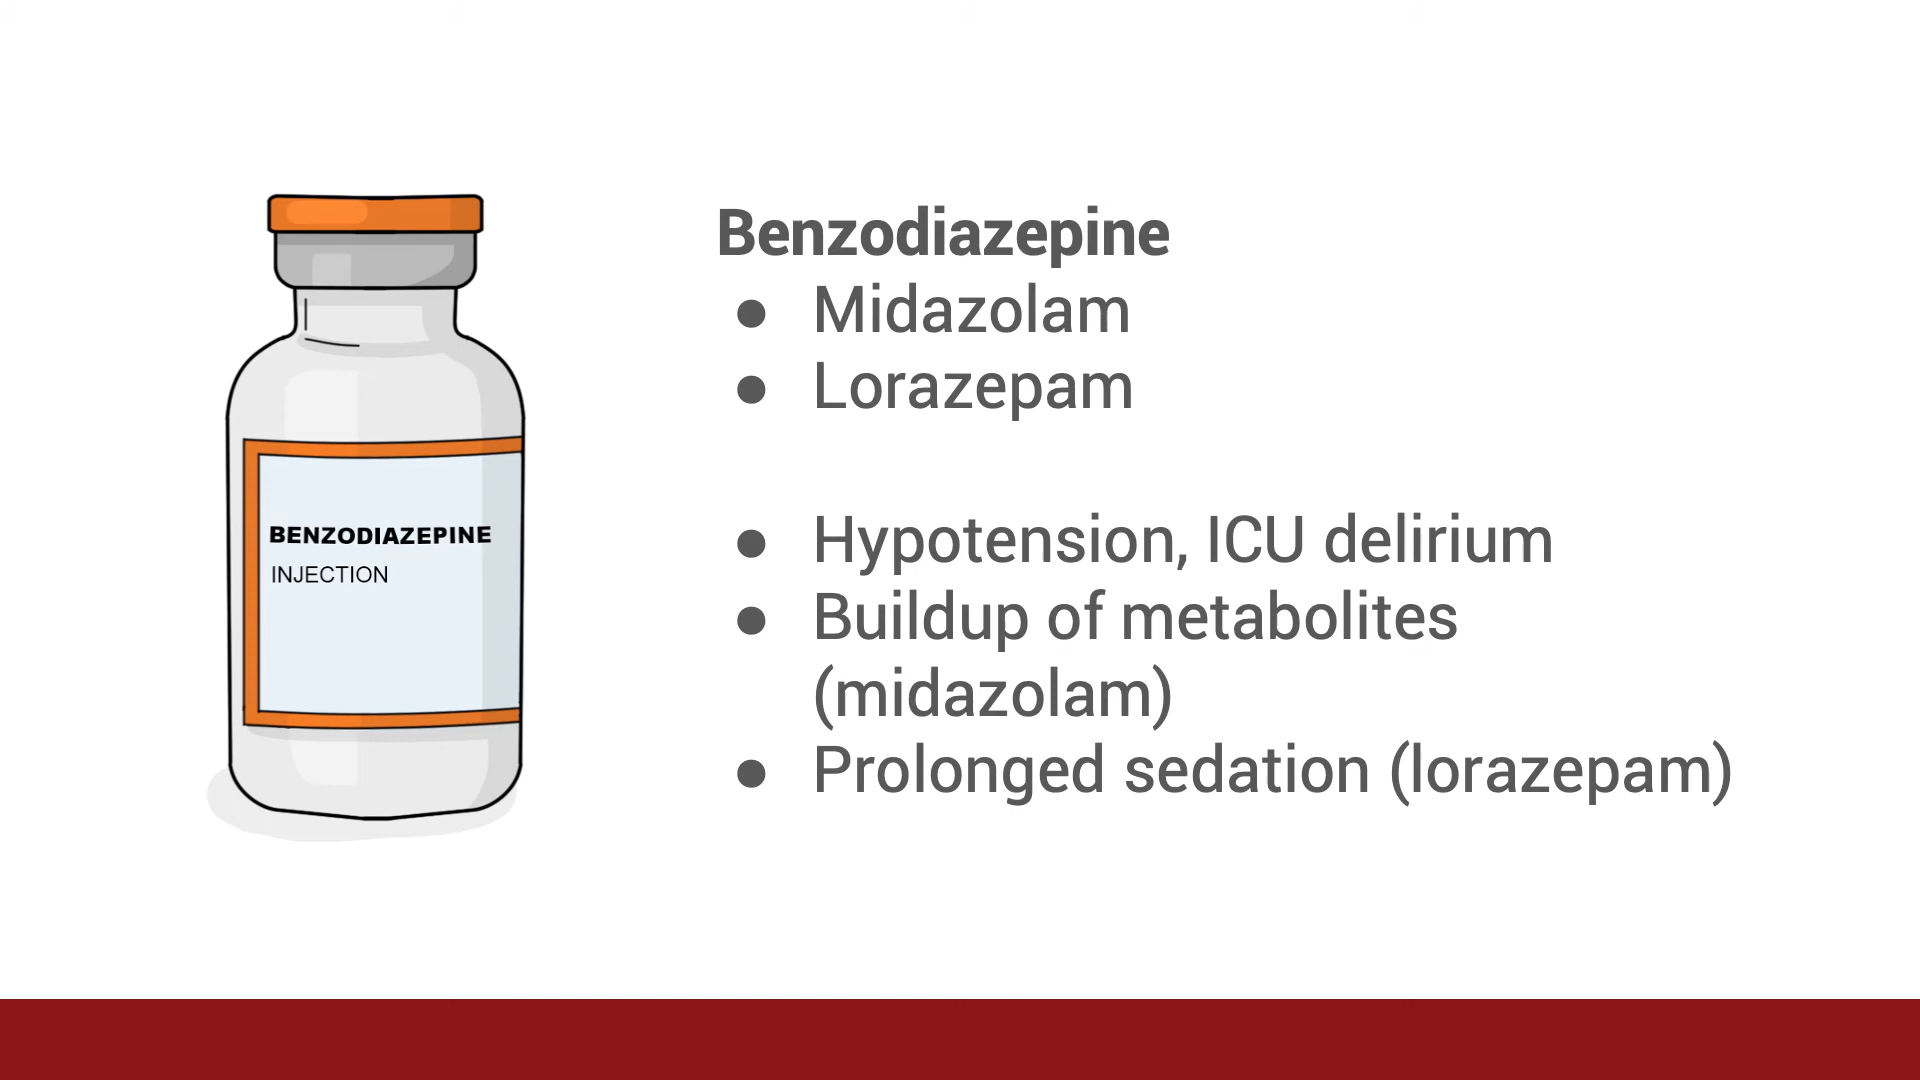 BENZODIAZEPINE
INJECTION
Benzodiazepine
● Midazolam
● Lorazepam
● Hypotension, ICU delirium
● Buildup of metabolites
(midazolam)
● Prolonged sedation (lorazepam)